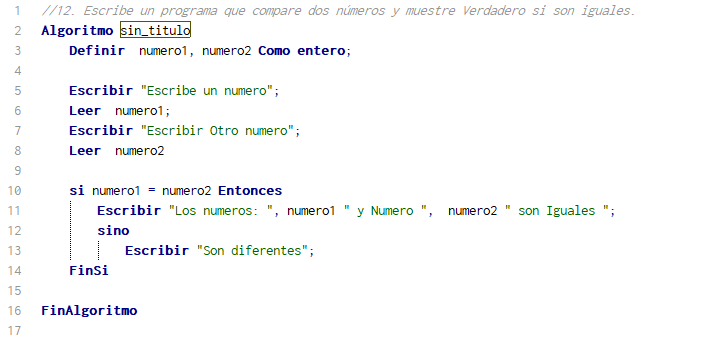 1 //12. Escribe un programa que compare dos números y muestre Verdadero si son iguales.
2 Algoritmo sin_titulo
3 Definir numero1, numero2 Como entero;
4
5 Escribir "Escribe un numero";
6 Leer numero1;
7 Escribir "Escribir Otro numero";
8 Leer numero2
9
10 si numero1 = numero2 Entonces
11 Escribir "Los numeros: ", numero1 " y Numero ", numero2 " son Iguales ";
12 sino
13 Escribir "Son diferentes";
14 FinSi
15
16 FinAlgoritmo
17